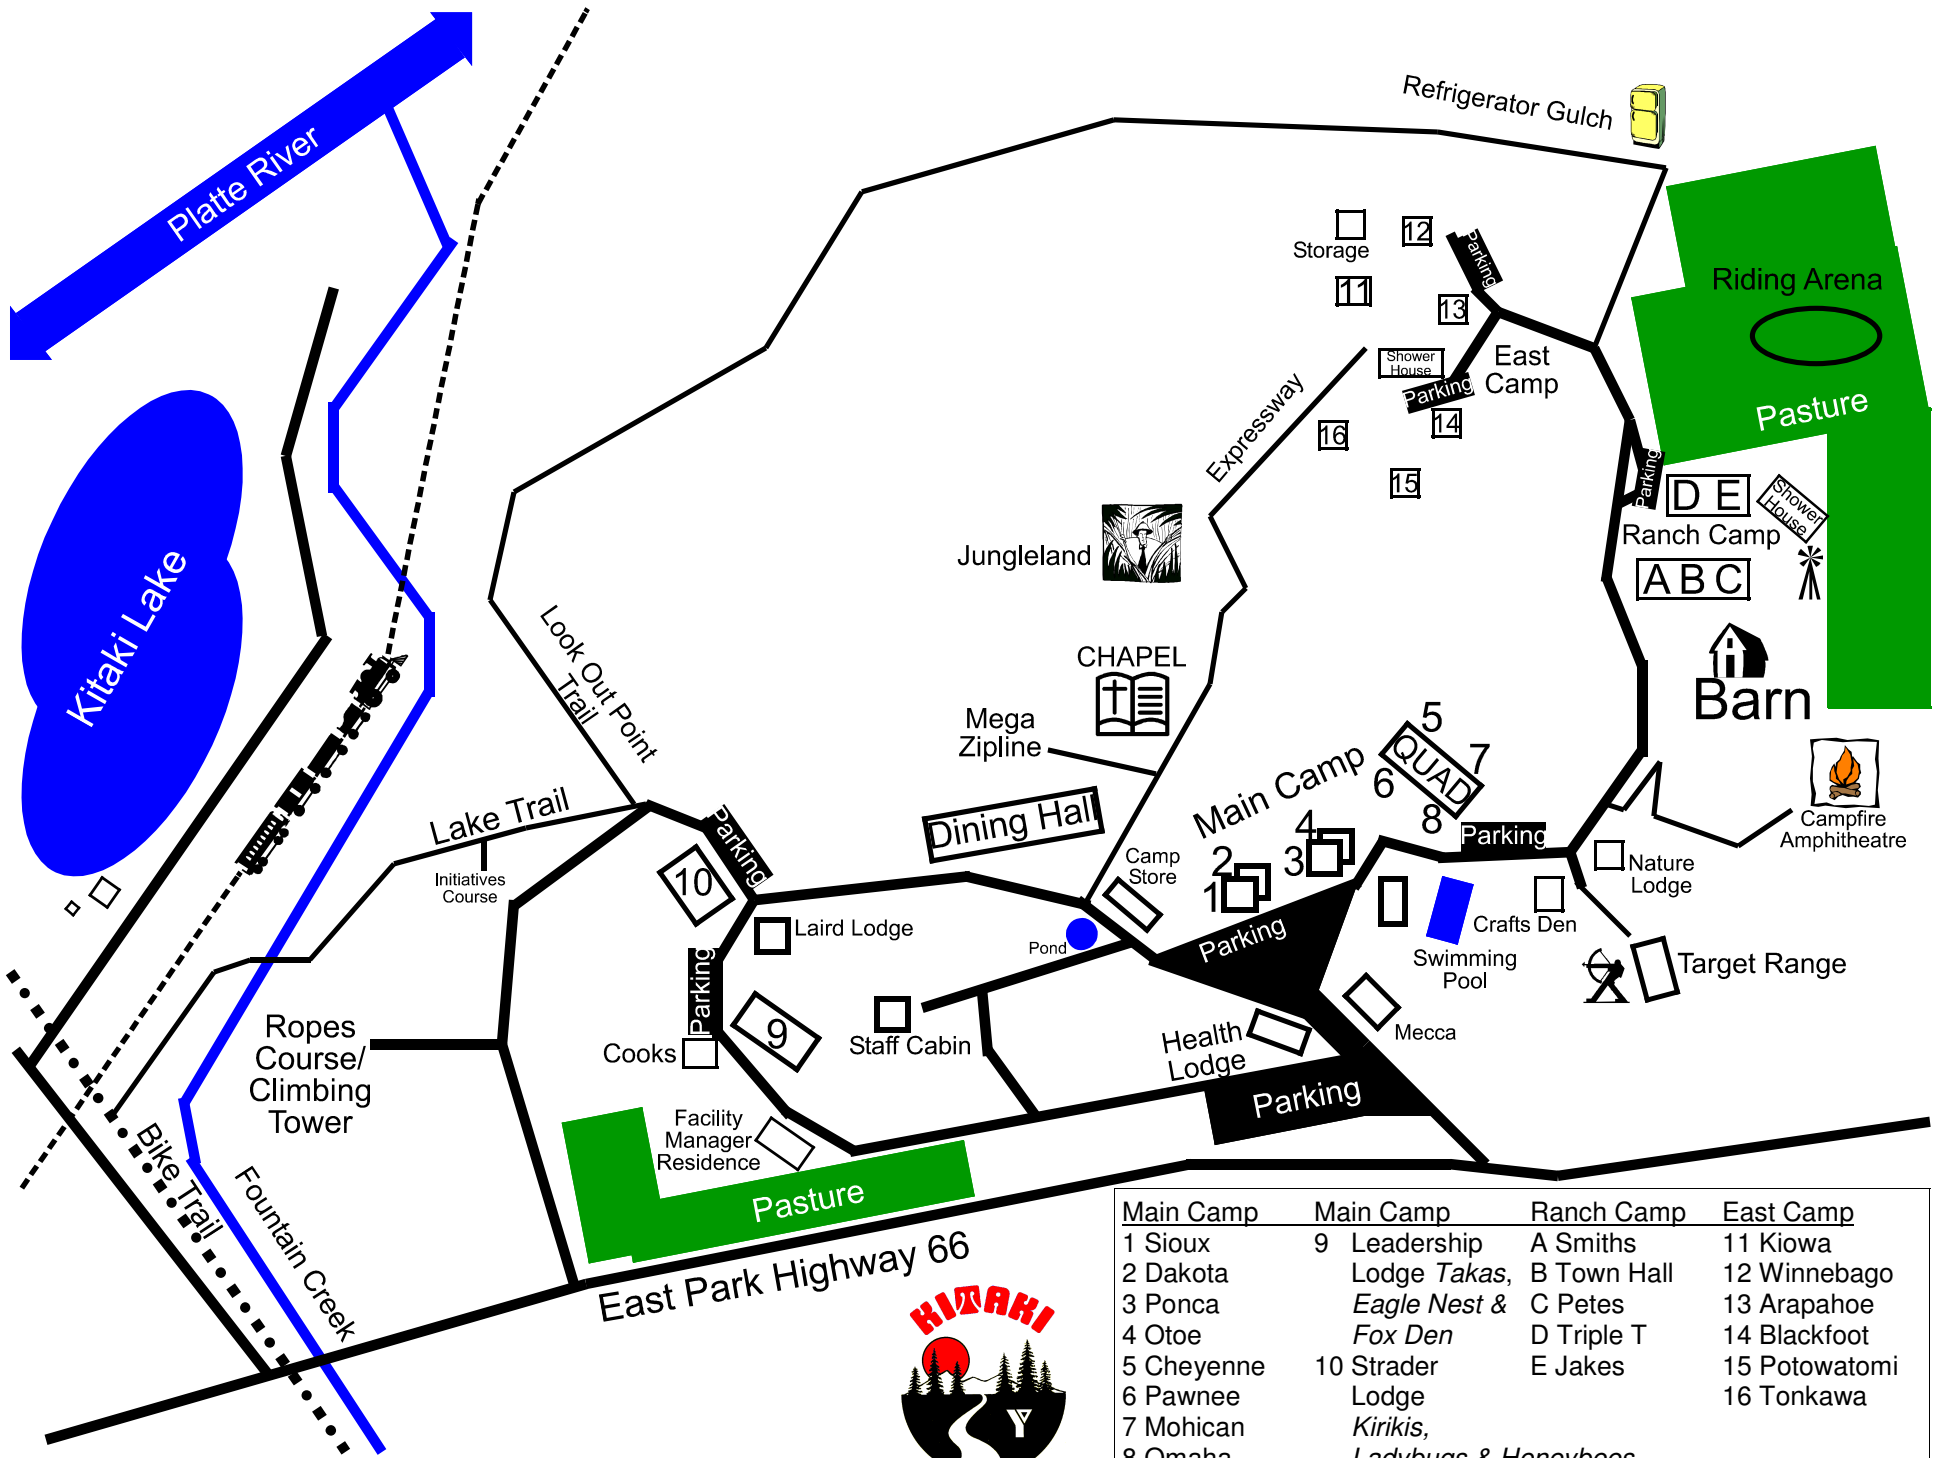 Refrigerator Gulch
Platte River
Storage
12
Parking
Riding Arena
11
13
Shower
House
East
Camp
Parking
Pasture
Expressway
14
16
15
Parking
D E
Shower
House
Ranch Camp
A B C
Jungleland
Kitaki Lake
Look Out Point
Trail
CHAPEL
Barn
Mega
Zipline
Main Camp
5
QUAD
7
6
8
Lake Trail
Parking
Dining Hall
4
3
2
1
Parking
Campfire
Amphitheatre
Camp
Store
Initiatives
Course
10
Nature
Lodge
Laird Lodge
Pond
Parking
Crafts Den
Swimming
Pool
Target Range
Parking
Ropes
Course/
Climbing
Tower
9
Cooks
Staff Cabin
Health
Lodge
Mecca
Parking
Facility
Manager
Residence
Bike Trail
Fountain Creek
Pasture
East Park Highway 66
KITAKI
Y
Main Camp Main Camp Ranch Camp East Camp
1 Sioux 9 Leadership A Smiths 11 Kiowa
2 Dakota Lodge Takas, B Town Hall 12 Winnebago
3 Ponca Eagle Nest & C Petes 13 Arapahoe
4 Otoe Fox Den D Triple T 14 Blackfoot
5 Cheyenne 10 Strader E Jakes 15 Potowatomi
6 Pawnee Lodge 16 Tonkawa
7 Mohican Kirikis,
8 Omaha Ladybugs & Honeybees